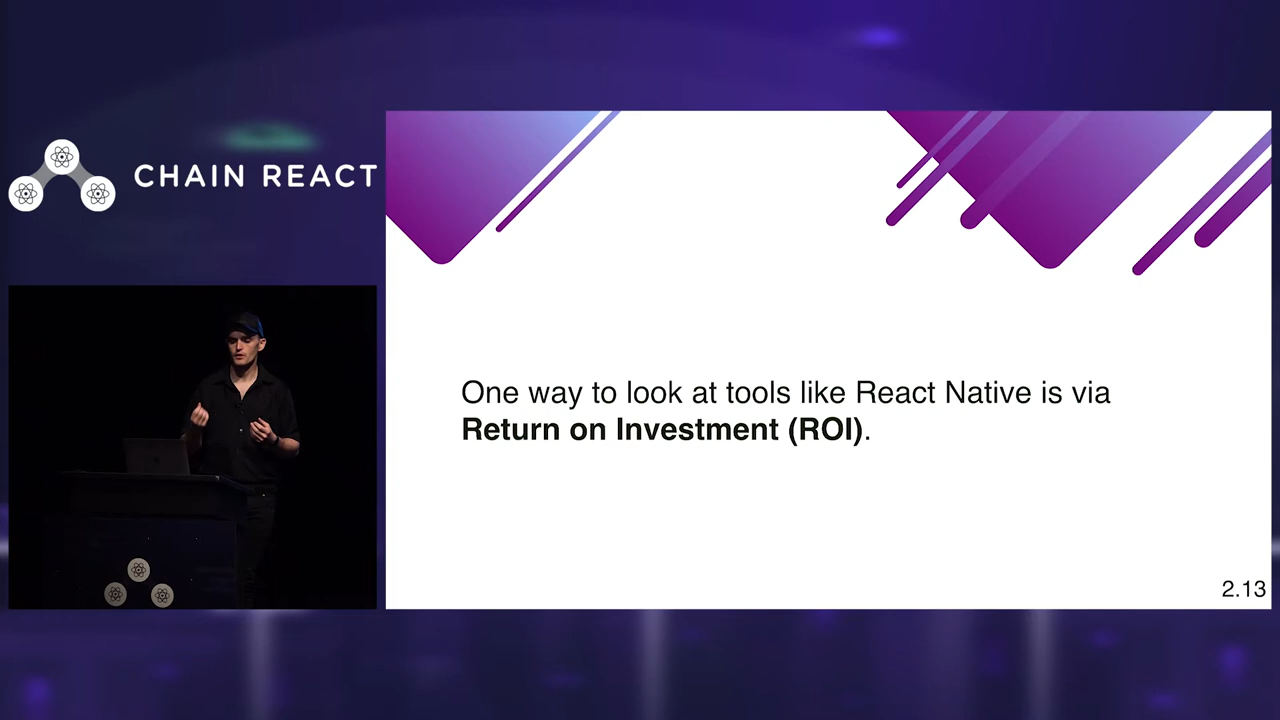 CHAIN REACT
One way to look at tools like React Native is via
Return on Investment (ROI).
2.13